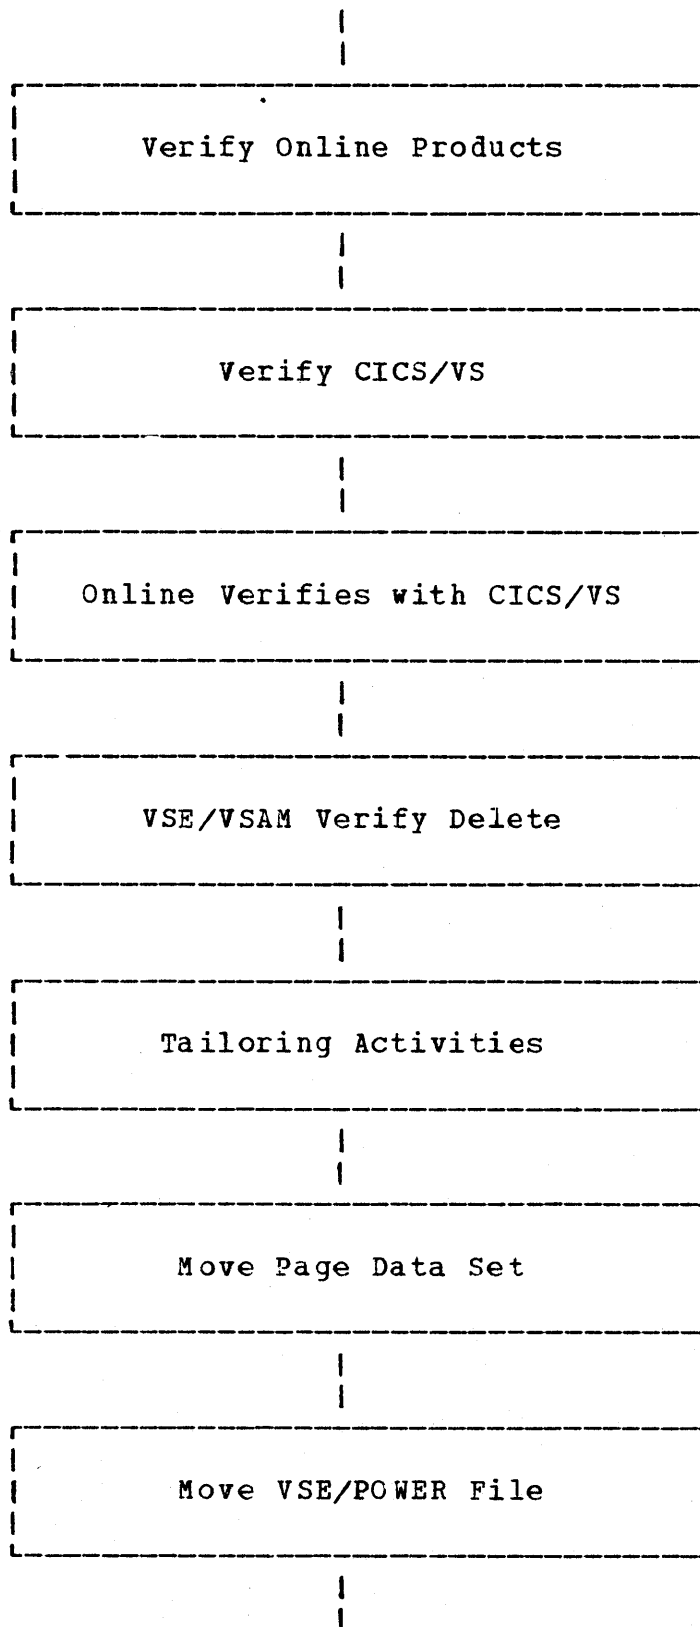 Verify Online Products
Verify CICS/VS
Online Verifies with CICS/VS
VSE/VSAM Verify Delete
Tailoring Activities
Move Page Data Set
Move VSE/POWER File